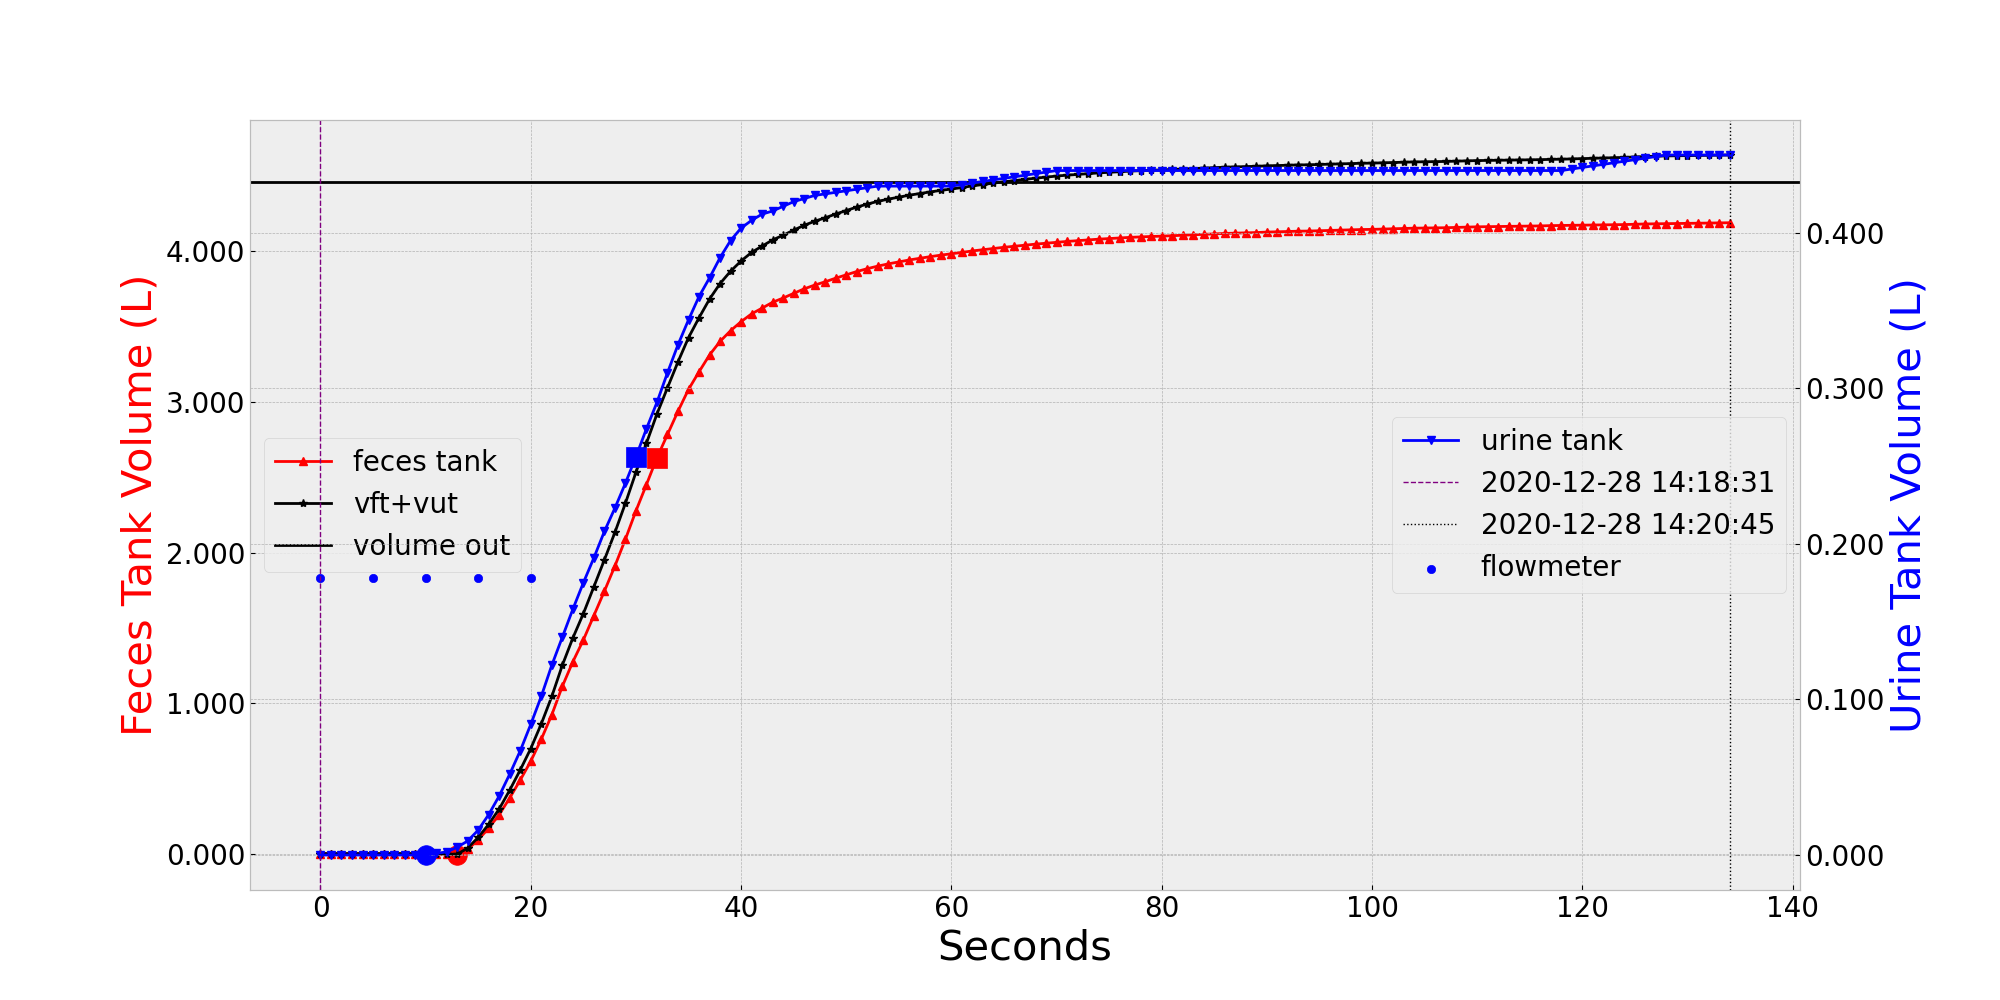 Feces Tank Volume (L)
4.000
3.000
2.000
1.000
0.000
feces tank
vft+vut
volume out
urine tank
2020-12-28 14:18:31
2020-12-28 14:20:45
flowmeter
0.400
0.300
0.200
0.100
0.000
Urine Tank Volume (L)
0 20 40 60 80 100 120 140
Seconds